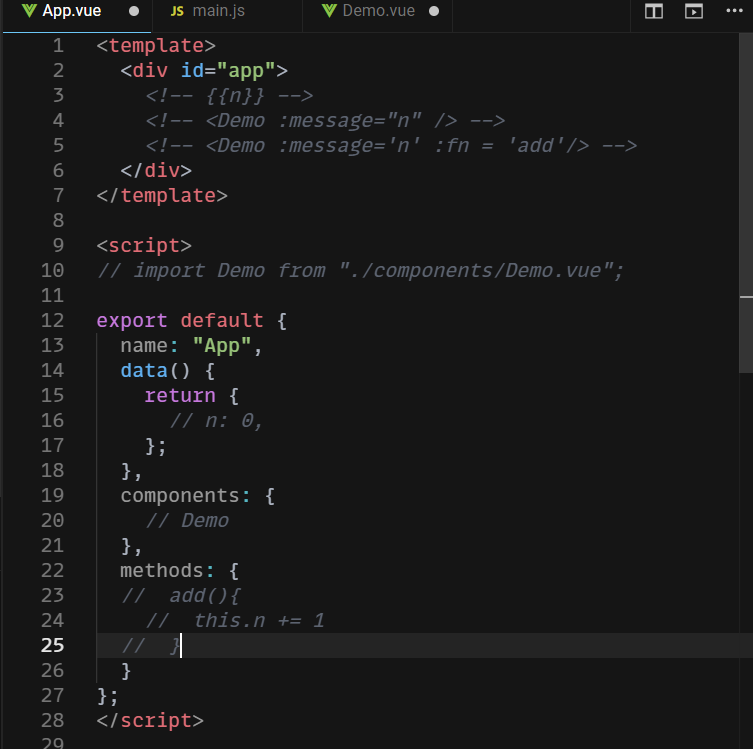 App.vue JS main.js Demo.vue
1 <template>
2 <div id="app">
3 <!-- {{n}} -->
4 <!-- <Demo :message="n" /> -->
5 <!-- <Demo :message='n' :fn = 'add'/> -->
6 </div>
7 </template>
8
9 <script>
10 // import Demo from "./components/Demo.vue";
11
12 export default {
13 name: "App",
14 data() {
15 return {
16 // n: 0,
17 };
18 },
19 components: {
20 // Demo
21 },
22 methods: {
23 //  add(){
24 //  this.n += 1
25 //  }
26 }
27 };
28 </script>
29